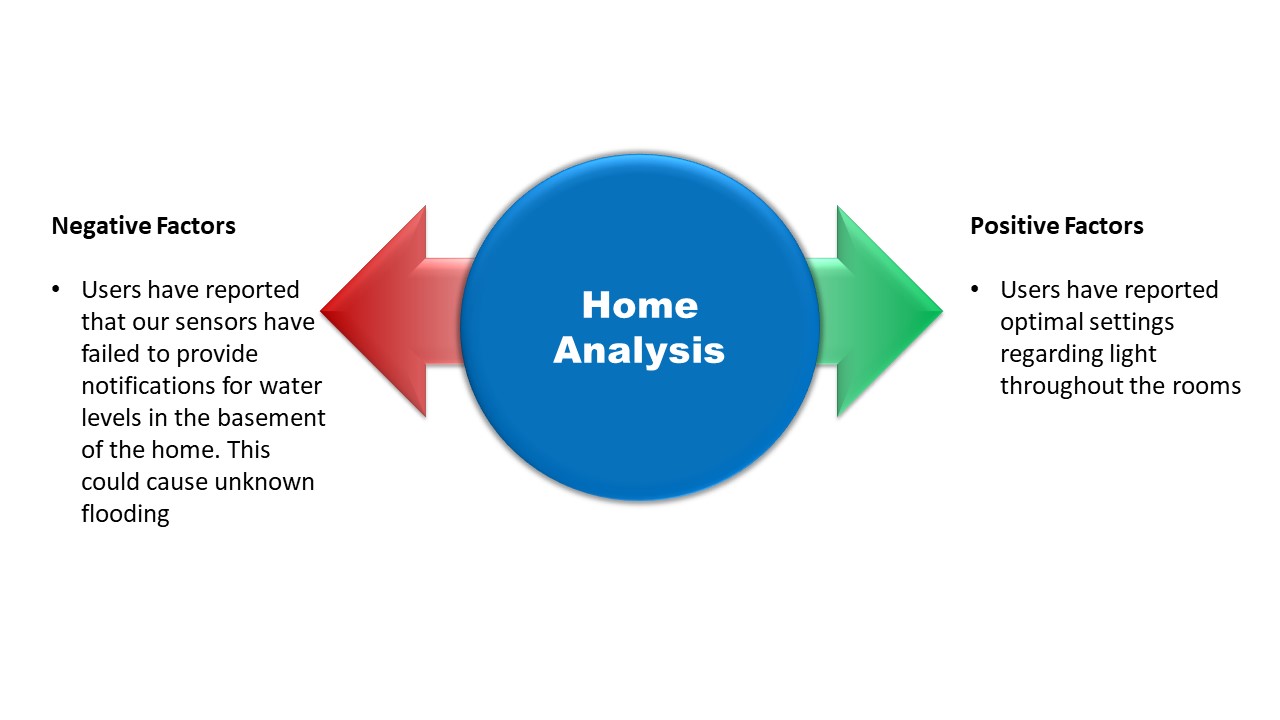 Negative Factors
• Users have reported
that our sensors have
failed to provide
notifications for water
levels in the basement
of the home. This
could cause unknown
flooding
Home
Analysis
Positive Factors
• Users have reported
optimal settings
regarding light
throughout the rooms